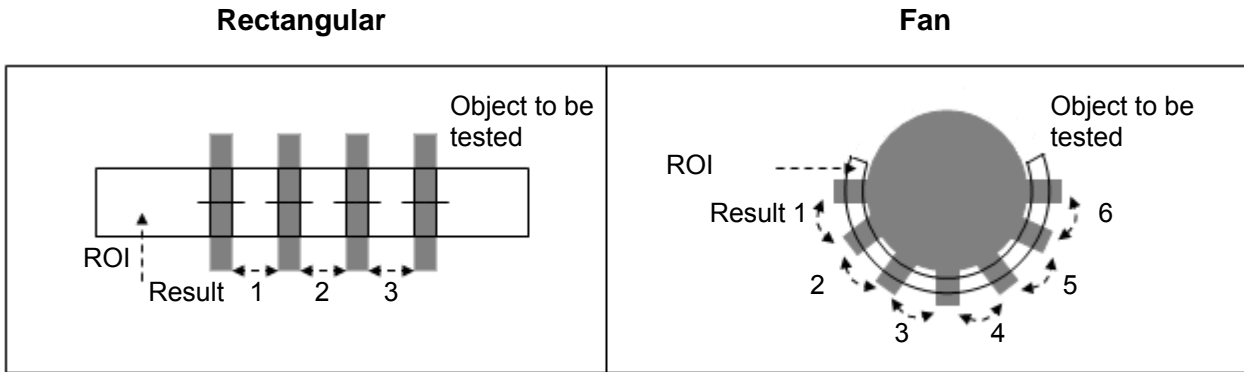 Rectangular
Fan
Object to be
tested
ROI
Result 1 2 3
Object to be
tested
ROI
Result 1
6
2
5
3
4